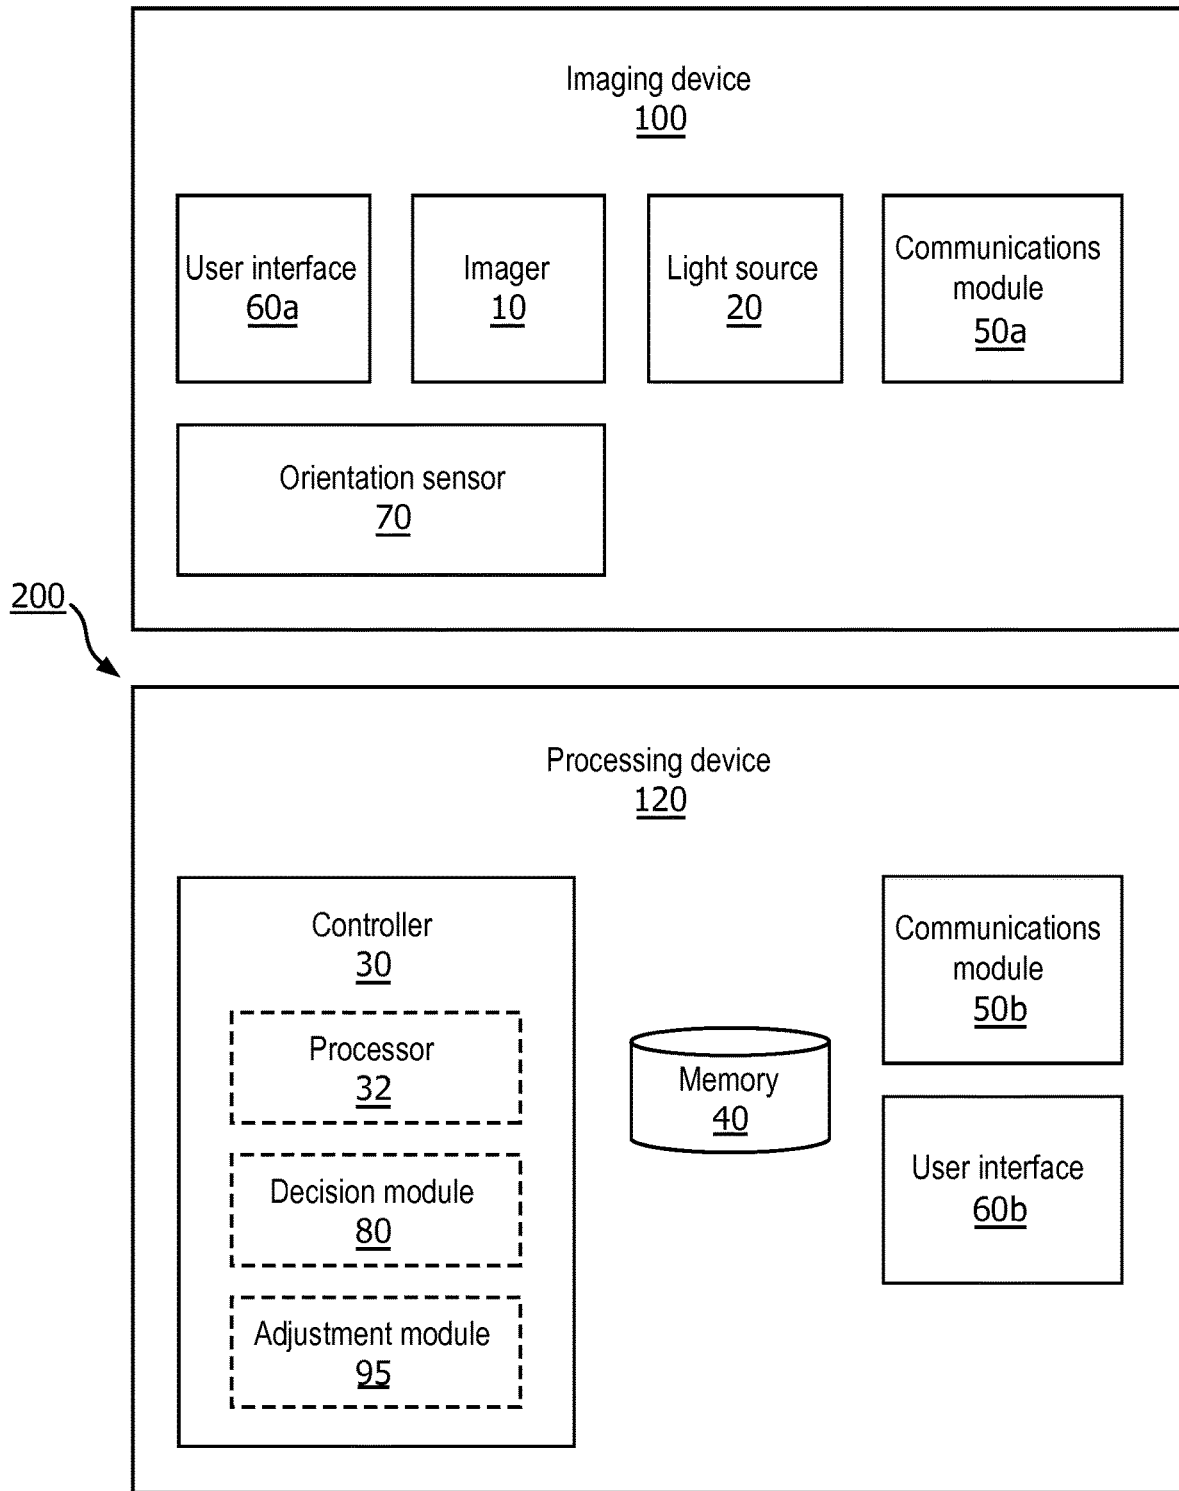 Imaging device
100
User interface
60a
Imager
10
Light source
20
Communications
module
50a
Orientation sensor
70
200
Processing device
120
Controller
30
Processor
32
Decision module
80
Adjustment module
95
Memory
40
Communications
module
50b
User interface
60b